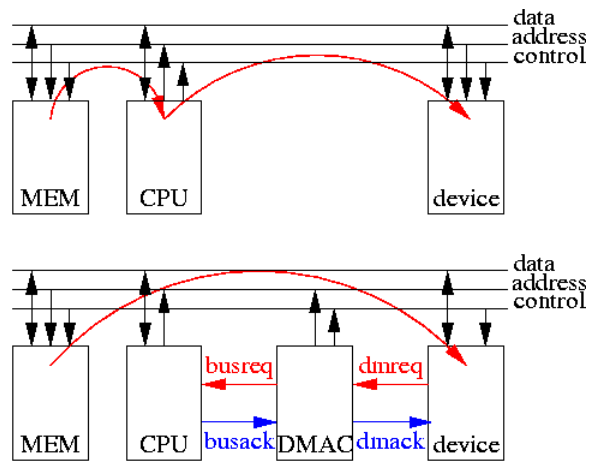 data
address
control
MEM
CPU
device
data
address
control
busreq
dmreq
busack
dmack
MEM
CPU
DMAC
device